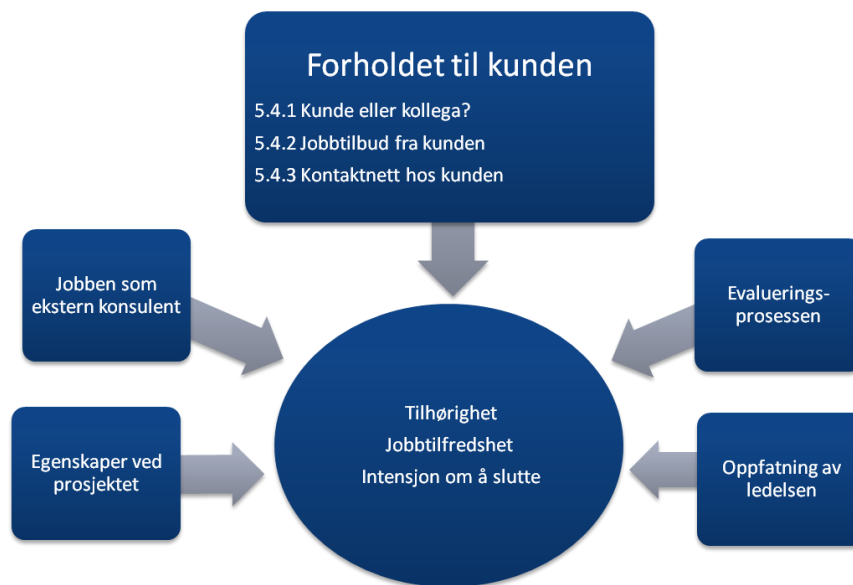 Forholdet til kunden
5.4.1 Kunde eller kollega?
5.4.2 Jobbtilbud fra kunden
5.4.3 Kontaktnett hos kunden
Jobben som
ekstern konsulent
Evaluerings-
prosessen
Tilhørighet
Jobbtilfredshet
Intensjon om å slutte
Egenskaper ved
prosjektet
Oppfatning av
ledelsen